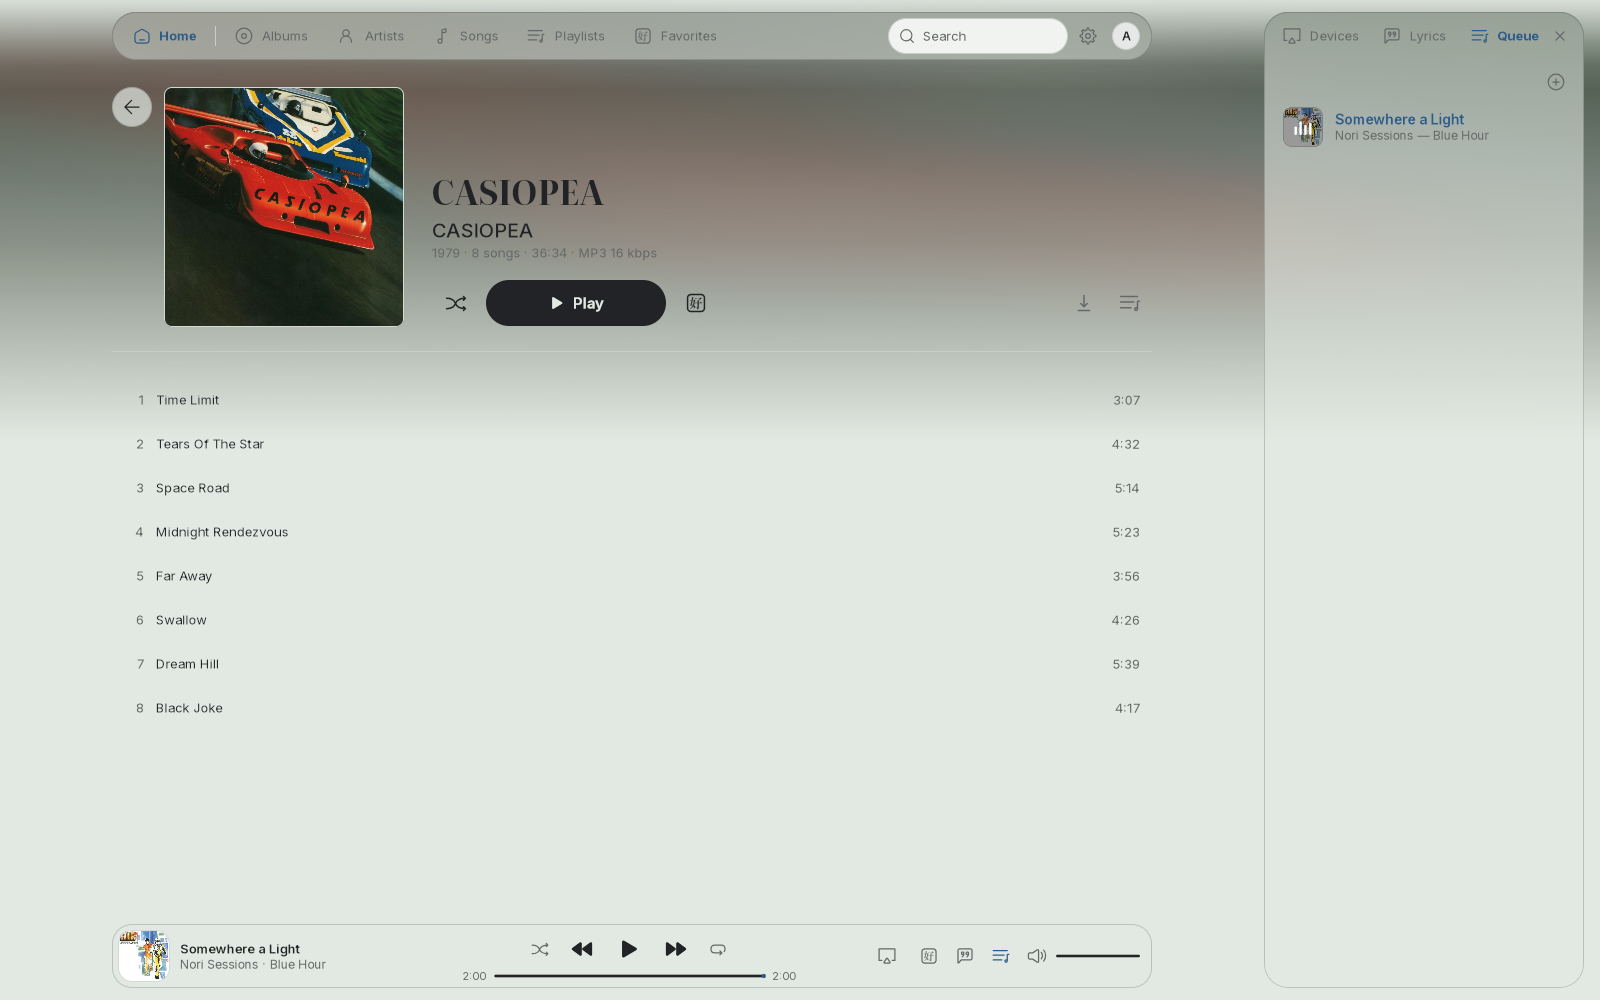 Home
Albums
Artists
Songs
Playlists
好 Favorites
Search
A
Devices
Lyrics
Queue
CASIOPEA
CASIOPEA
CASIOPEA
1979 · 8 songs · 36:34 · MP3 16 kbps
Play
好
Somewhere a Light
Nori Sessions — Blue Hour
1 Time Limit 3:07
2 Tears Of The Star 4:32
3 Space Road 5:14
4 Midnight Rendezvous 5:23
5 Far Away 3:56
6 Swallow 4:26
7 Dream Hill 5:39
8 Black Joke 4:17
Somewhere a Light
Nori Sessions · Blue Hour
2:00
2:00
好